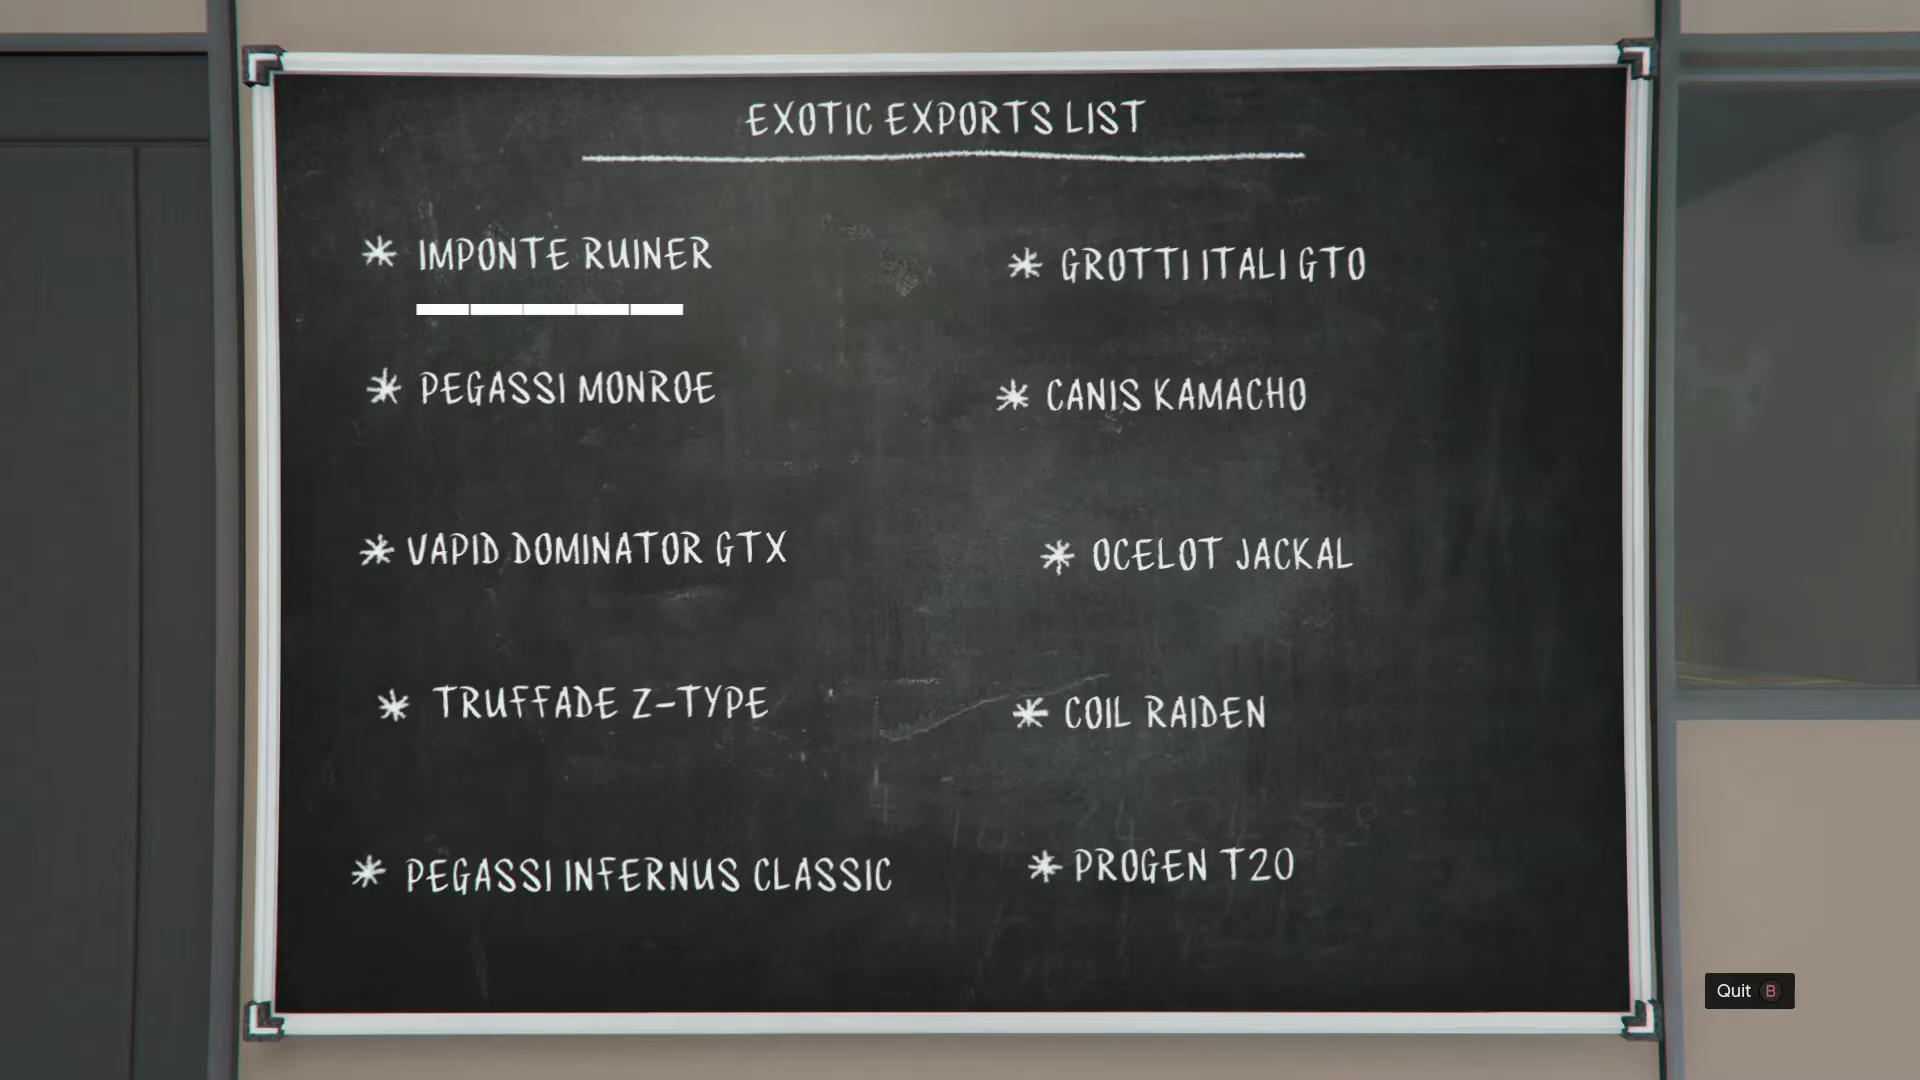 EXOTIC EXPORTS LIST
* IMPONTE RUINER
* PEGASSI MONROE
* VAPID DOMINATOR GTX
* TRUFFADE Z-TYPE
* PEGASSI INFERNUS CLASSIC
* GROTTI ITALI GTO
* CANIS KAMACHO
* OCELOT JACKAL
* COIL RAIDEN
* PROGEN T20
Quit B